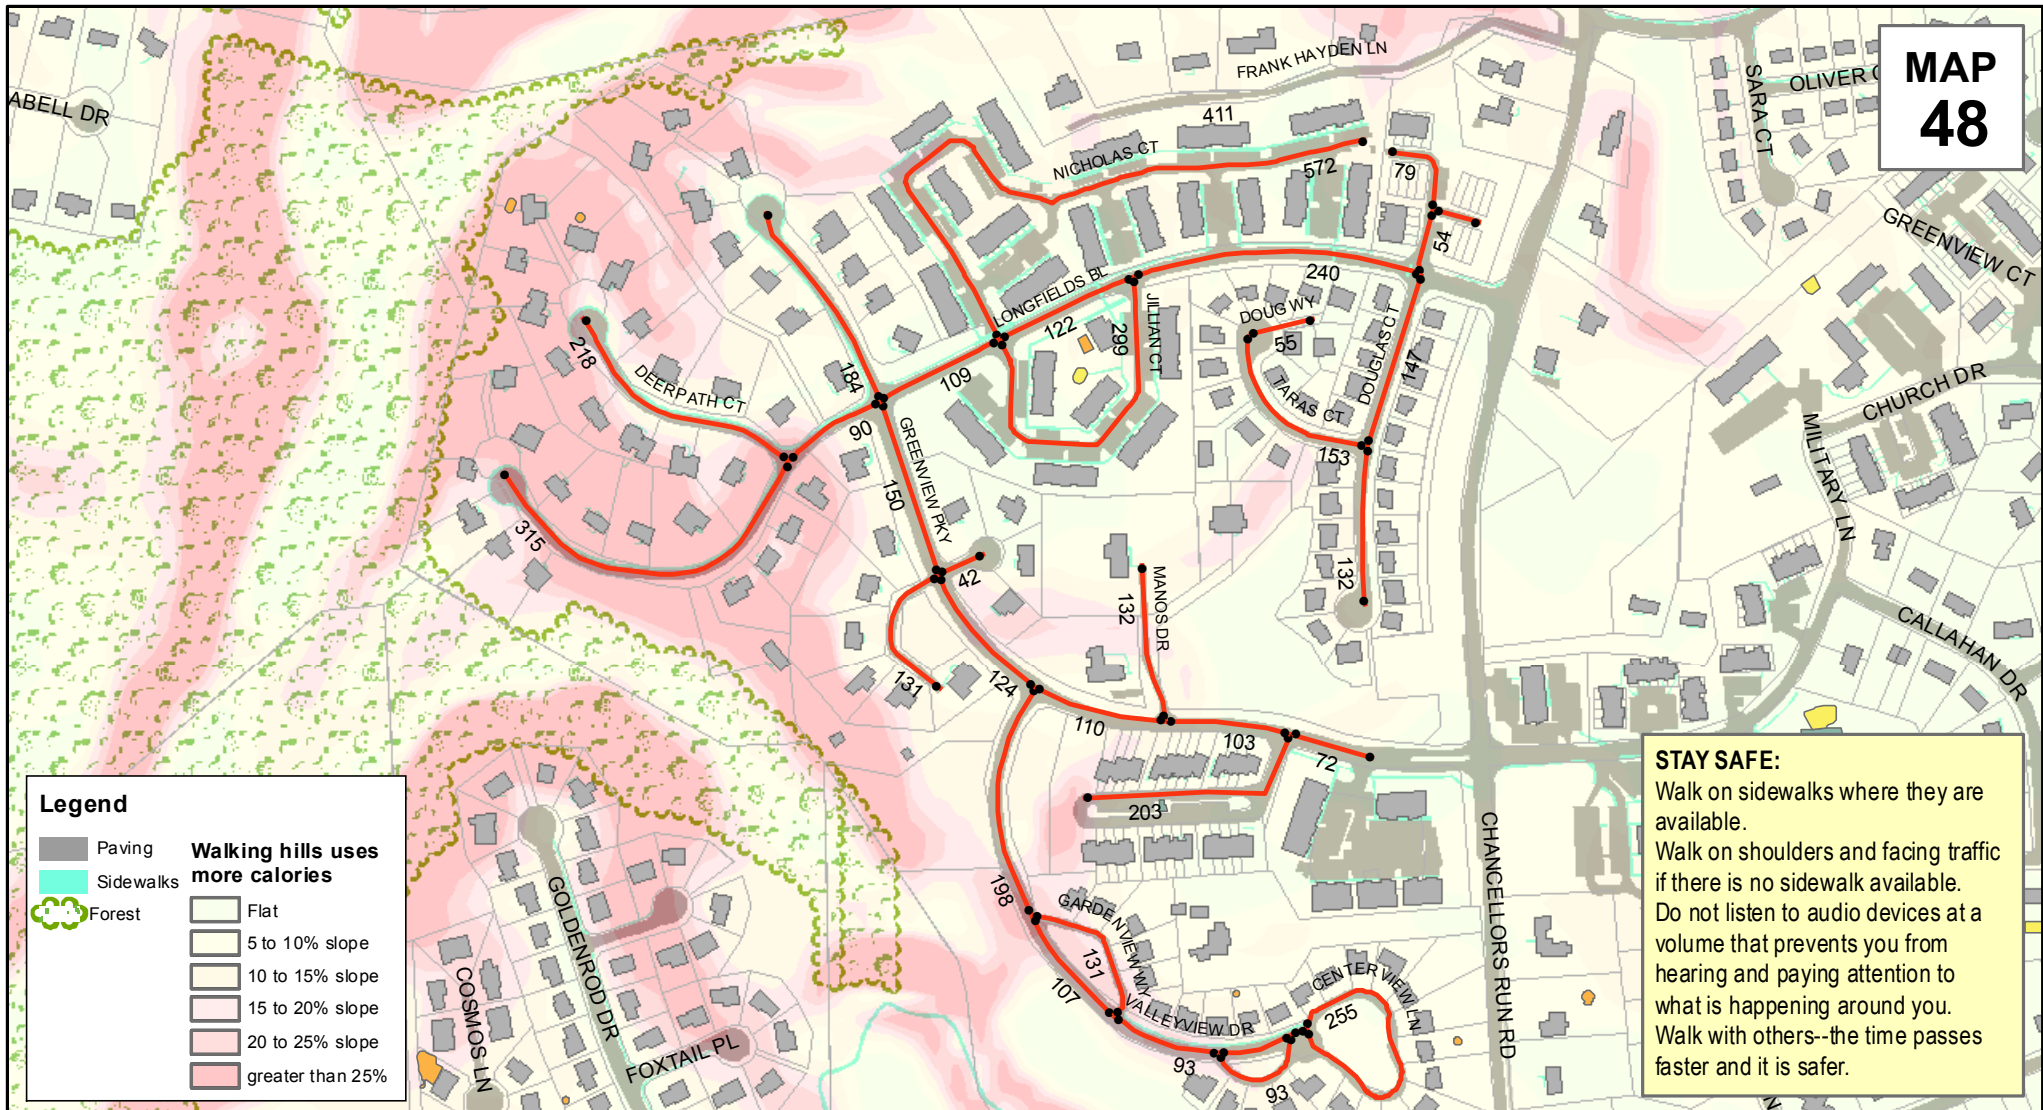 MAP
48
ABELL DR
FRANK HAYDEN LN
SARA CT
OLIVER C
GREENVIEW CT
411
NICHOLAS CT
572
79
54
LONGFIELDS BL
240
122
JILLIAN CT
299
DOUG WY
55
DOUGLAS CT
147
TARAS CT
153
132
218
DEERPATH CT
184
109
90
GREENVIEW PKY
150
315
42
131
124
MANOS DR
132
110
103
72
203
CHURCH DR
MILITARY LN
CALLAHAN DR
CHANCELLORS RUN RD
198
GARDENVIEW WY
131
107
VALLEYVIEW DR
93
93
CENTER VIEW LN
255
GOLDENROD DR
COSMOS LN
FOXTAIL PL
Legend
Paving
Sidewalks
Forest
Walking hills uses
more calories
Flat
5 to 10% slope
10 to 15% slope
15 to 20% slope
20 to 25% slope
greater than 25%
STAY SAFE:
Walk on sidewalks where they are
available.
Walk on shoulders and facing traffic
if there is no sidewalk available.
Do not listen to audio devices at a
volume that prevents you from
hearing and paying attention to
what is happening around you.
Walk with others--the time passes
faster and it is safer.